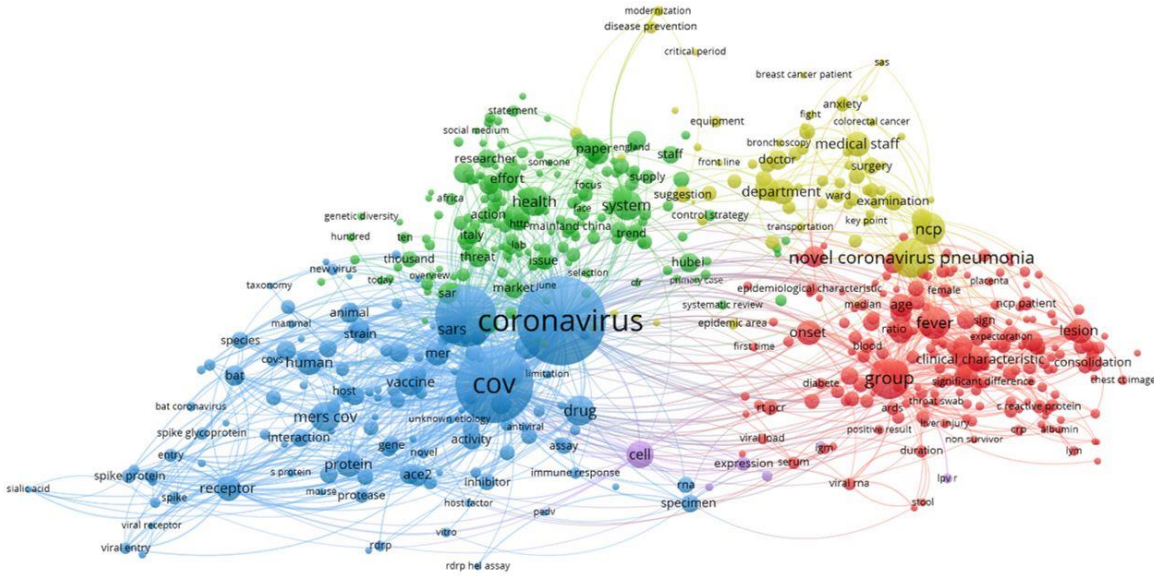 modernization
disease prevention
critical period
sas
breast cancer patient
anxiety
statement
fight
colorectal cancer
equipment
social medium
bronchoscopy
medical staff
paper
england
staff
researcher
someone
front line
doctor
surgery
effort
focus
supply
suggestion
department
ward
examination
africa
health
face
system
action
http
mainland china
control strategy
key point
genetic diversity
transportation
ncp
hundred
ten
italy
lab
trend
threat
issue
hubei
novel coronavirus pneumonia
thousand
new virus
overview
selection
cfr
primary case
today
market
june
epidemiological characteristic
female
placenta
taxonomy
sar
systematic review
median
age
ncp patient
animal
mammal
strain
sars
coronavirus
epidemic area
onset
ratio
fever
sign
lesion
species
expectoration
covs
human
mer
first time
blood
clinical characteristic
consolidation
bat
host
vaccine
cov
limitation
diabete
group
significant difference
chest ct image
bat coronavirus
mers cov
unknown etiology
drug
rt pcr
ards
throat swab
c reactive protein
spike glycoprotein
interaction
gene
novel
activity
antiviral
assay
viral load
positive result
liver injury
crp
albumin
non survivor
entry
cell
igm
duration
lym
spike protein
s protein
protein
ace2
immune response
expression
serum
sialic acid
spike
receptor
mouse
protease
inhibitor
rna
viral rna
host factor
specimen
stool
viral receptor
pedv
vitro
viral entry
rdrp
rdrp hel assay